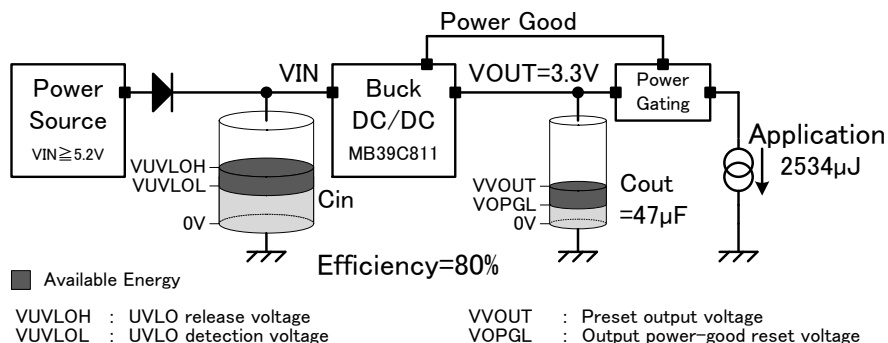 Power Good
Power
Source
VIN≧5.2V
VIN
Buck
DC/DC
MB39C811
VOUT=3.3V
Power
Gating
Application
2534μJ
VUVLOH
VUVLOL
0V
Cin
VVOUT
VOPGL
0V
Cout
=47μF
Efficiency=80%
Available Energy
VUVLOH : UVLO release voltage
VUVLOL : UVLO detection voltage
VVOUT : Preset output voltage
VOPGL : Output power-good reset voltage